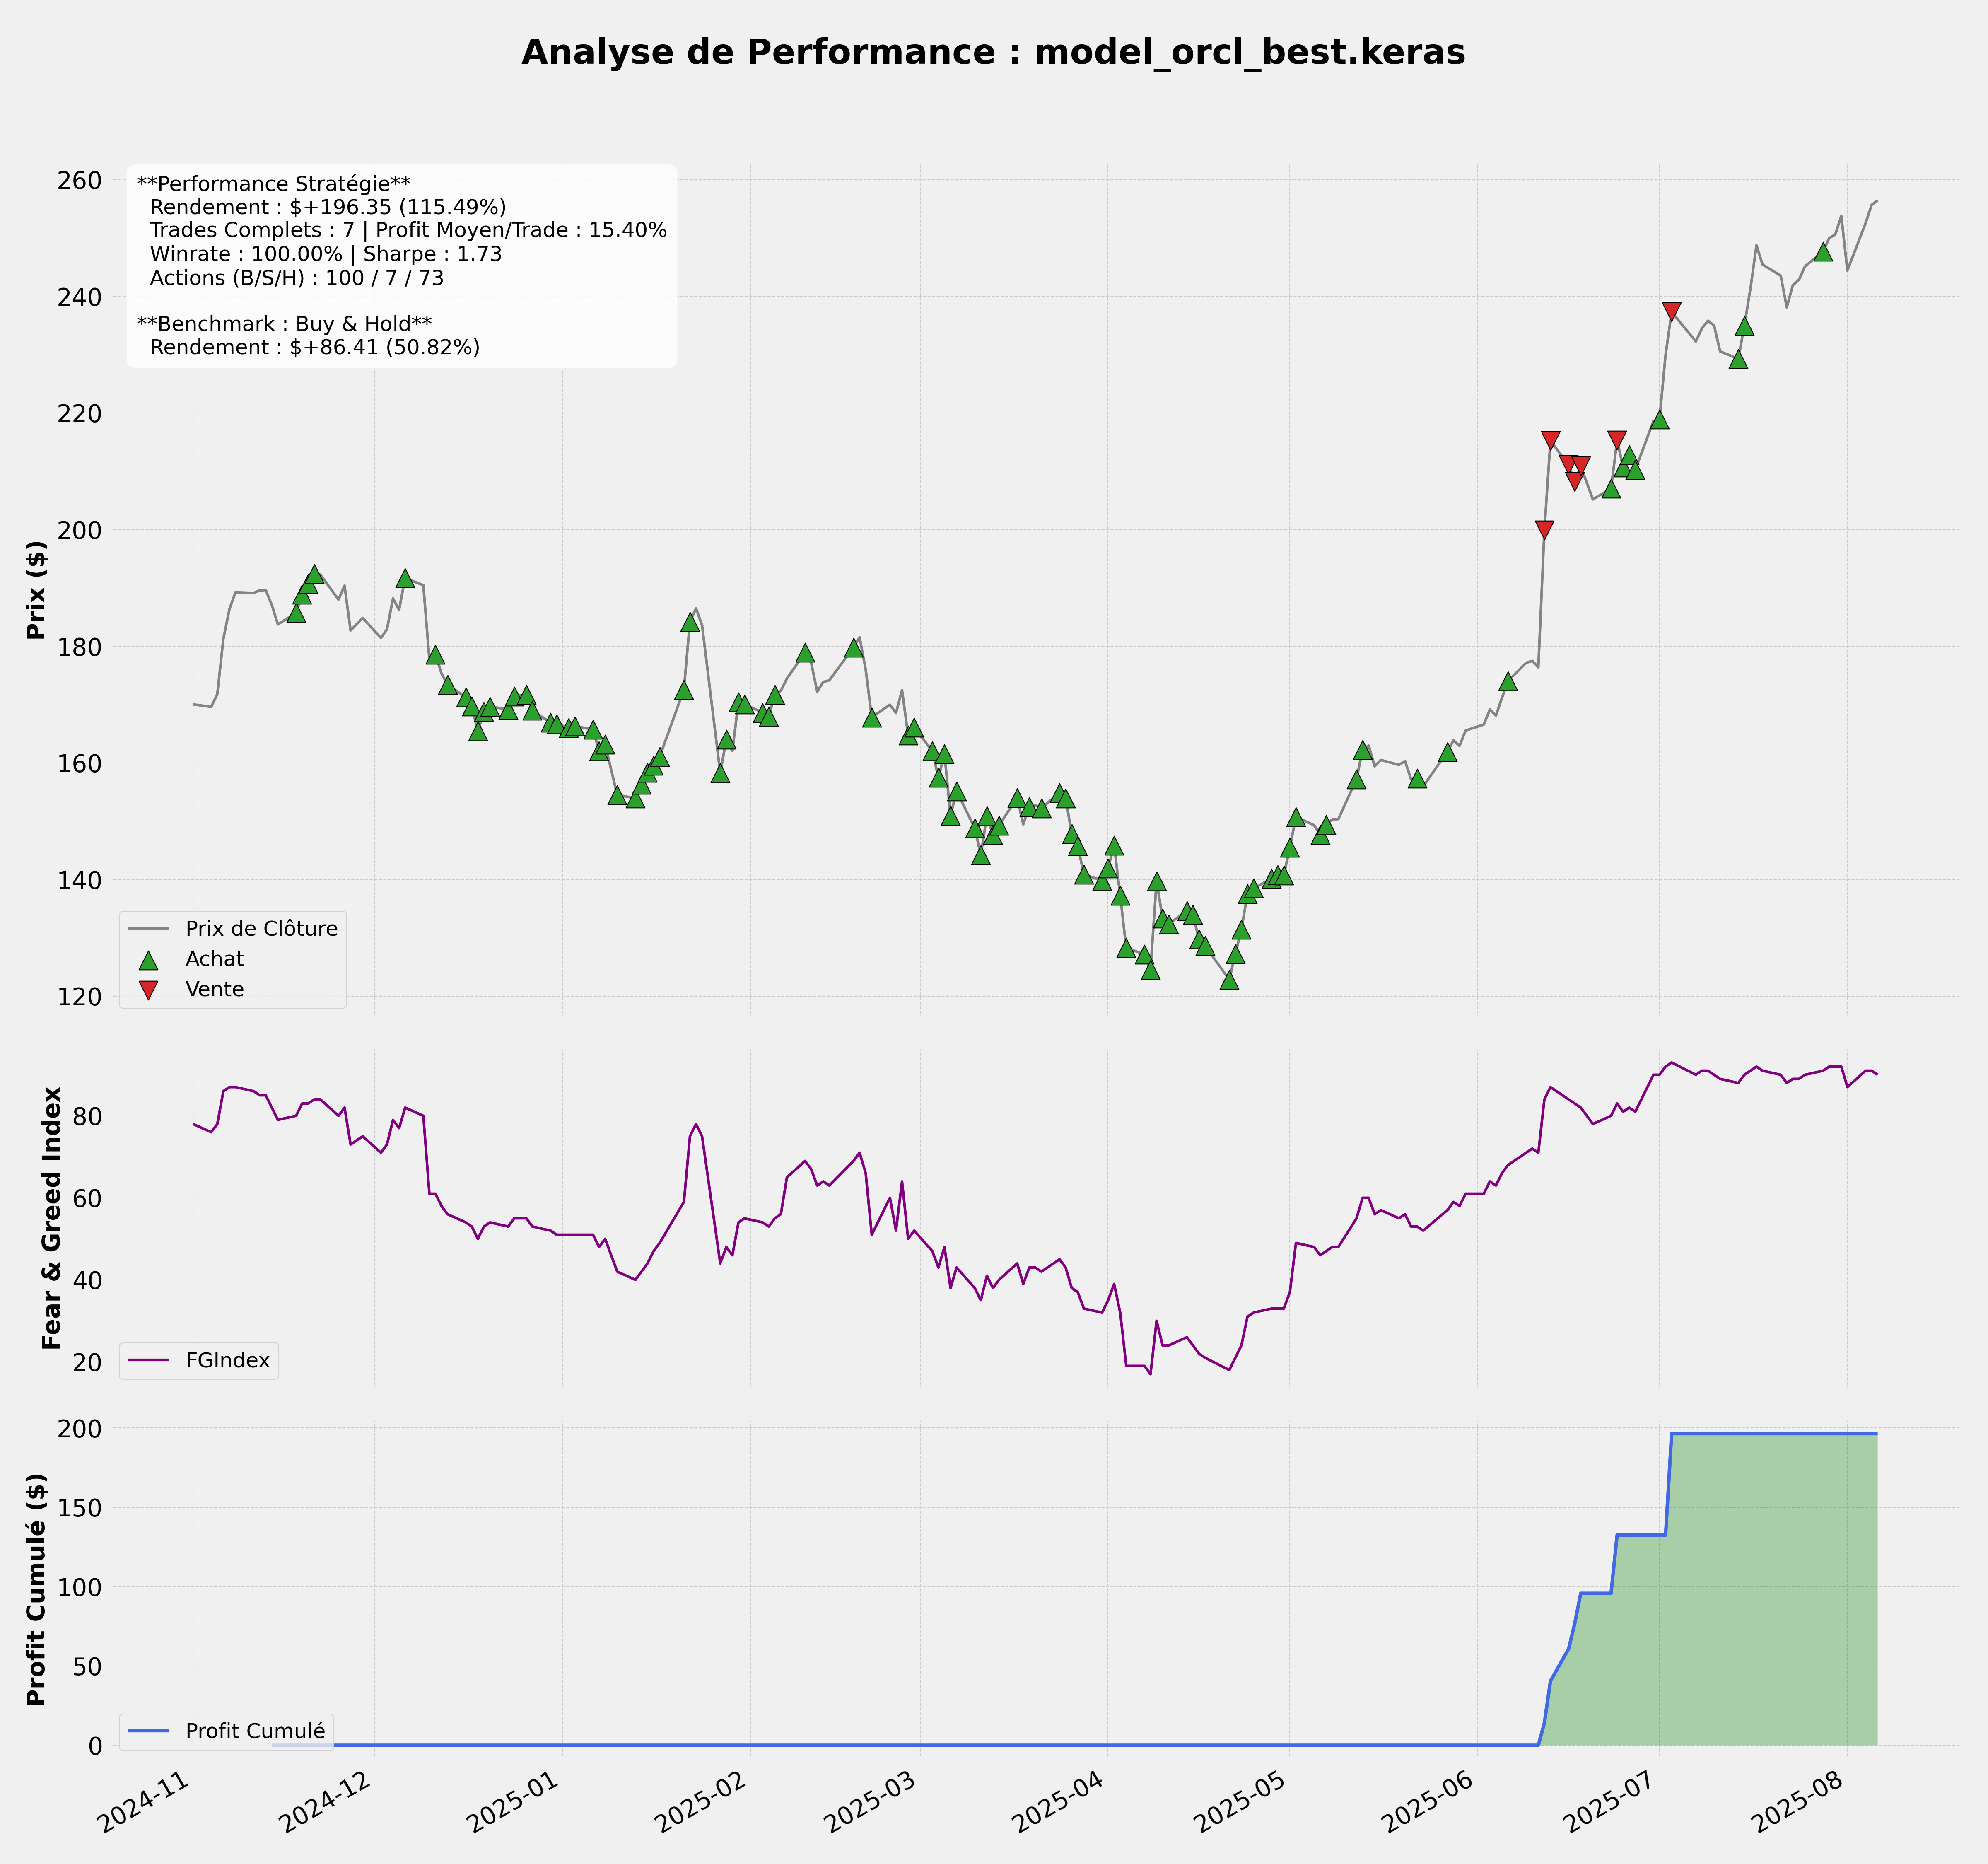 Analyse de Performance : model_orcl_best.keras
**Performance Stratégie**
Rendement : $+196.35 (115.49%)
Trades Complets : 7 | Profit Moyen/Trade : 15.40%
Winrate : 100.00% | Sharpe : 1.73
Actions (B/S/H) : 100 / 7 / 73
**Benchmark : Buy & Hold**
Rendement : $+86.41 (50.82%)
Prix ($)
260
240
220
200
180
160
140
120
Prix de Clôture
Achat
Vente
Fear & Greed Index
80
60
40
20
FGIndex
Profit Cumulé ($)
200
150
100
50
0
Profit Cumulé
2024-11
2024-12
2025-01
2025-02
2025-03
2025-04
2025-05
2025-06
2025-07
2025-08